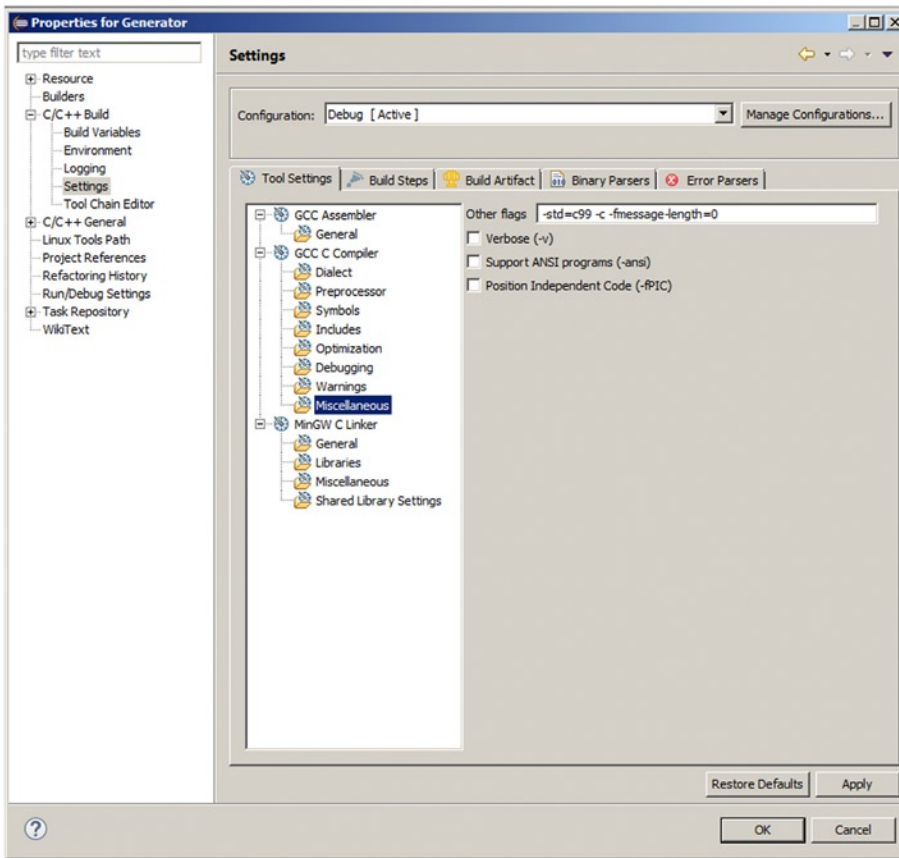 Properties for Generator
type filter text
Resource
Builders
C/C++ Build
Build Variables
Environment
Logging
Settings
Tool Chain Editor
C/C++ General
Linux Tools Path
Project References
Refactoring History
Run/Debug Settings
Task Repository
WikiText
Settings
Configuration: Debug [ Active ] Manage Configurations...
Tool Settings Build Steps Build Artifact Binary Parsers Error Parsers
GCC Assembler
General
GCC C Compiler
Dialect
Preprocessor
Symbols
Includes
Optimization
Debugging
Warnings
Miscellaneous
MinGW C Linker
General
Libraries
Miscellaneous
Shared Library Settings
Other flags -std=c99 -c -fmessage-length=0
Verbose (-v)
Support ANSI programs (-ansi)
Position Independent Code (-fPIC)
Restore Defaults Apply
? OK Cancel